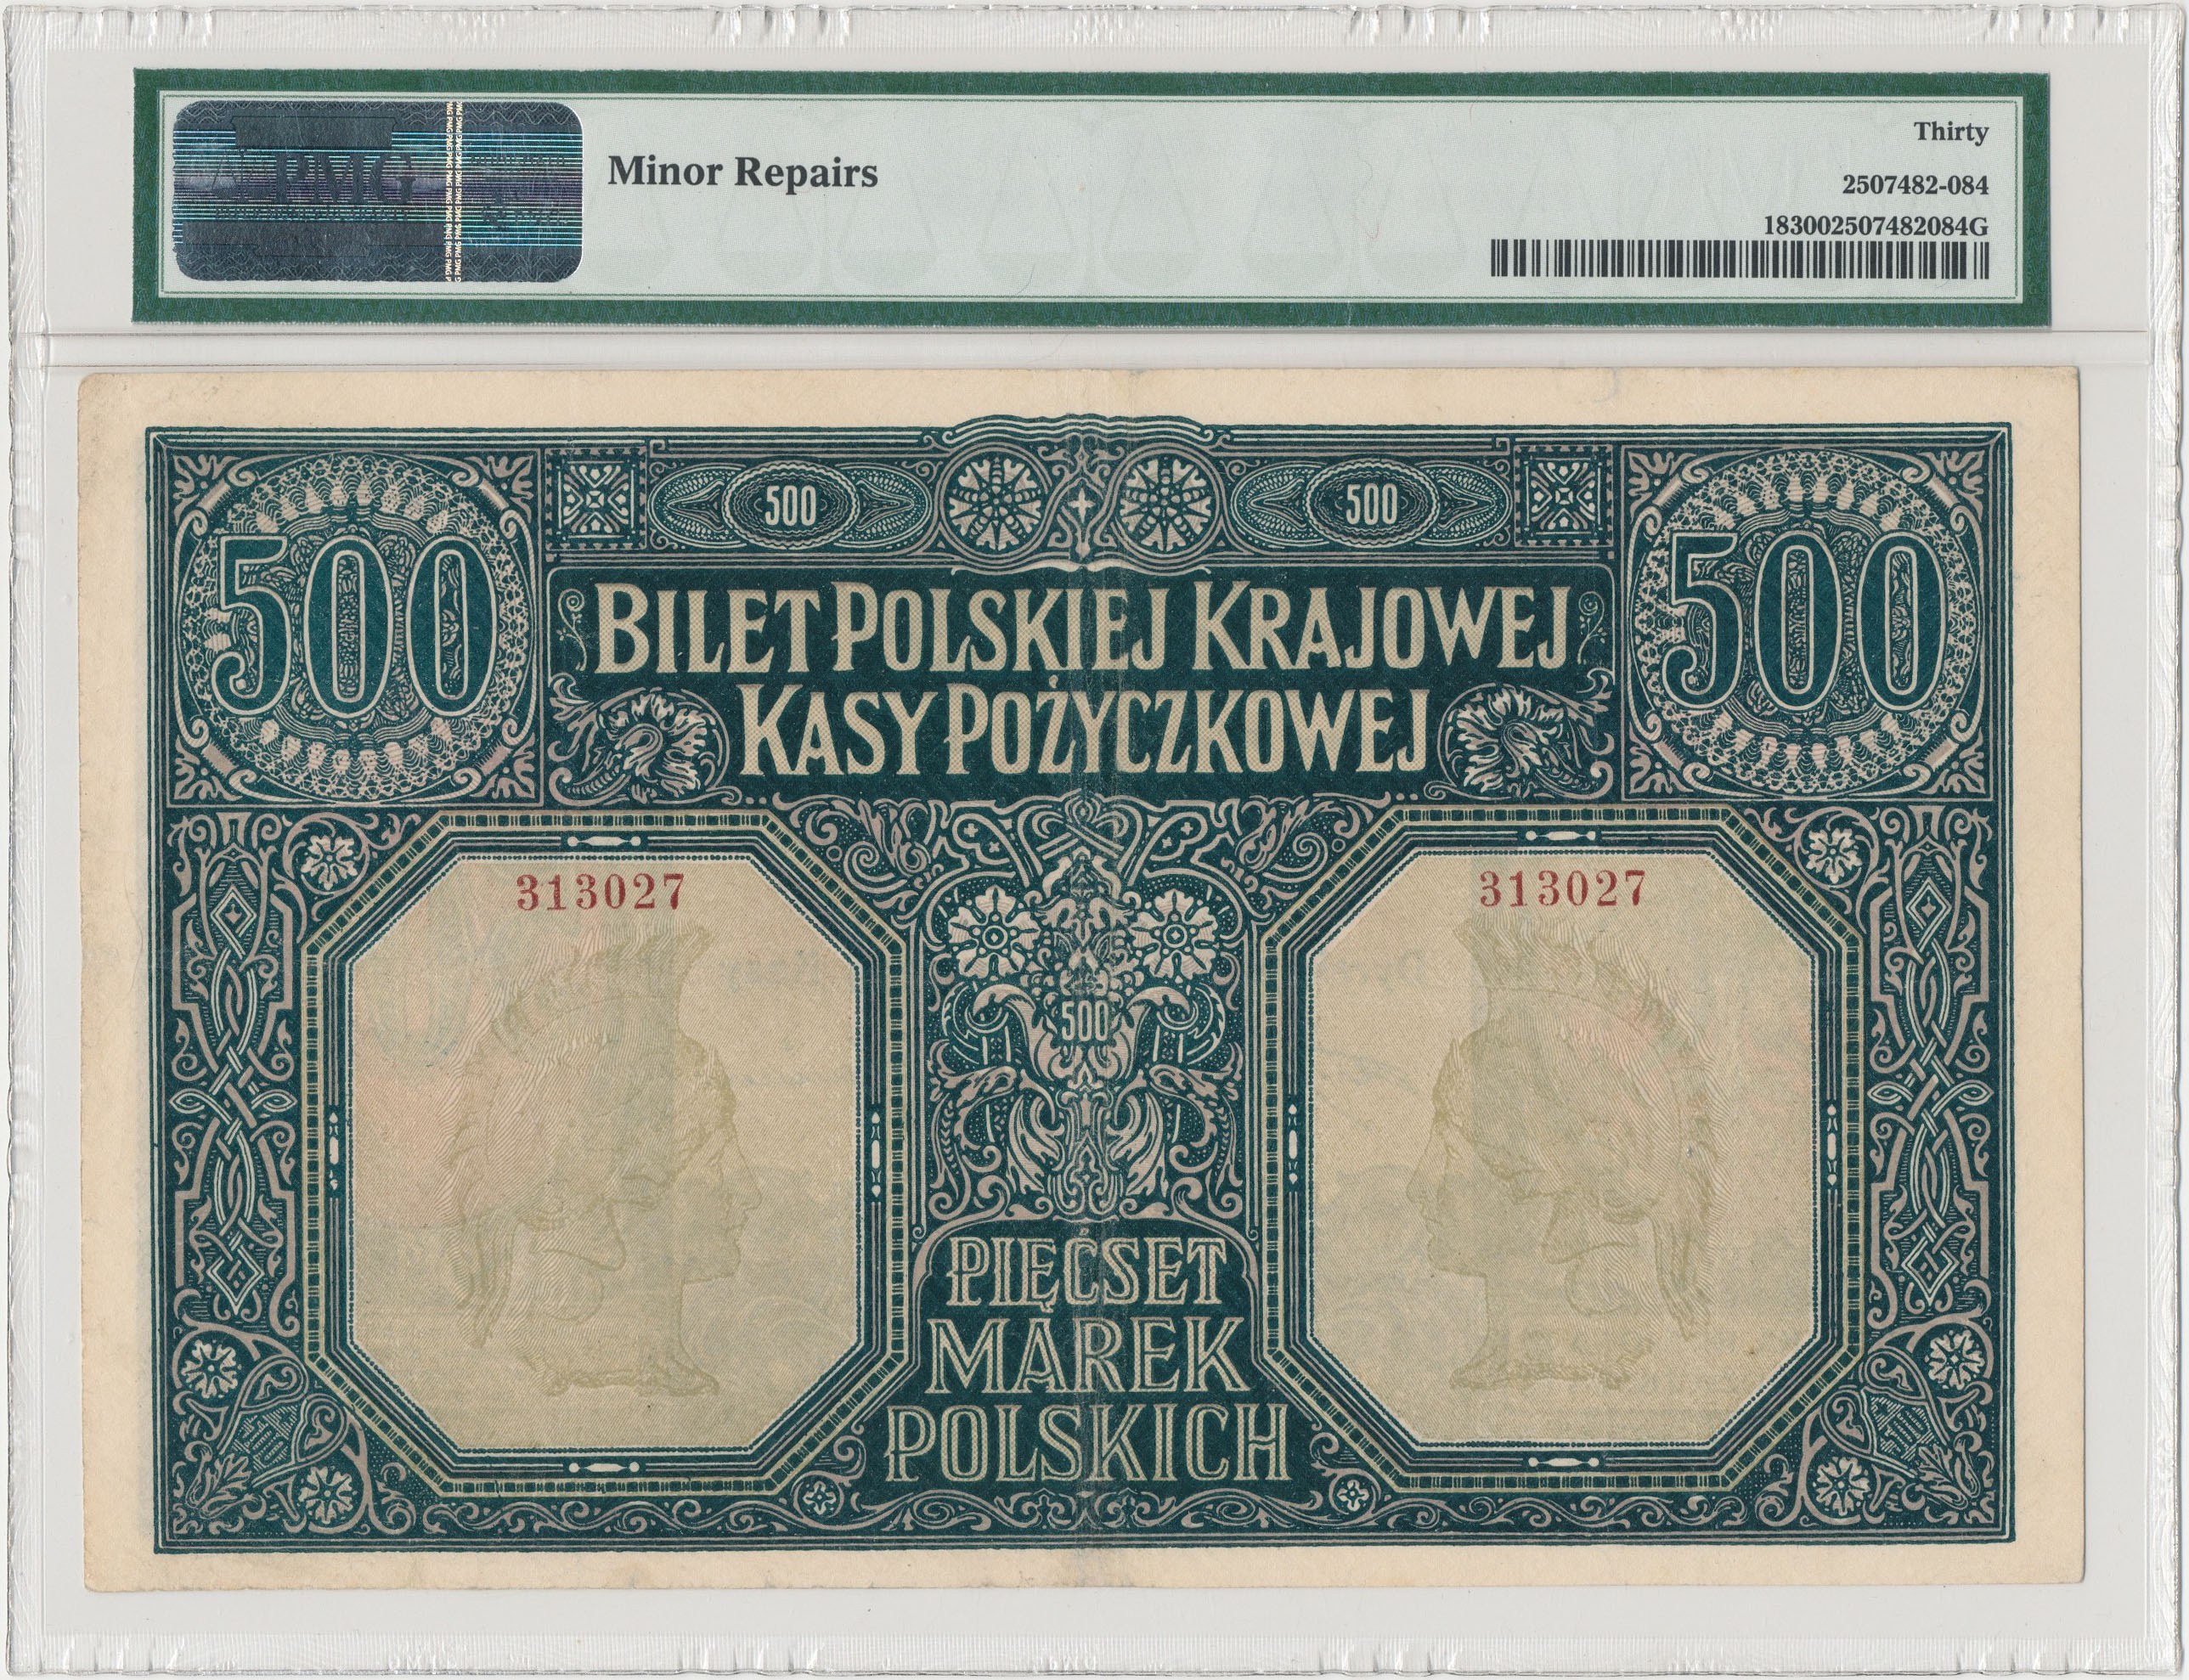 PMG
Minor Repairs
Thirty
2507482-084
183002507482084G
500
500
500
500
BILET POLSKIEJ KRAJOWEJ
KASY POŻYCZKOWEJ
313027
313027
500
PIĘĆSET
MAREK
POLSKICH